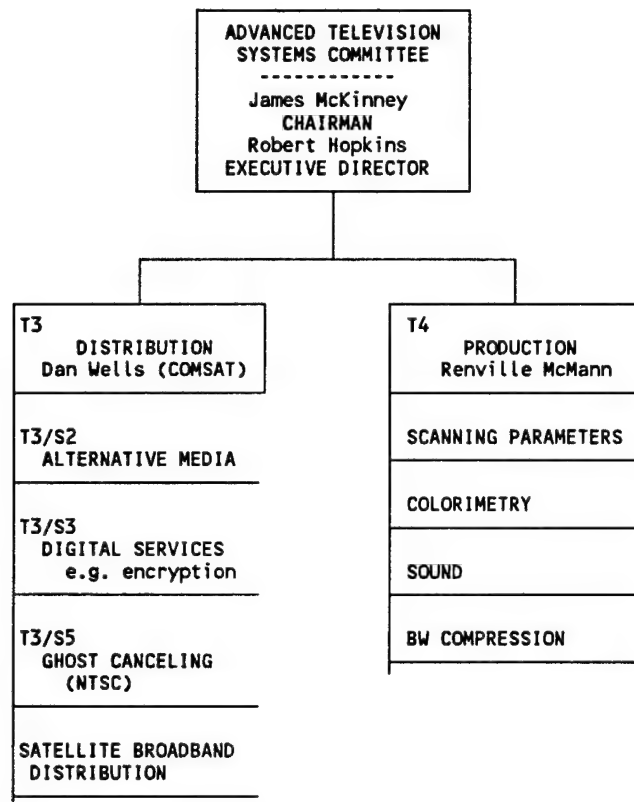 ADVANCED TELEVISION
SYSTEMS COMMITTEE
------------
James McKinney
CHAIRMAN
Robert Hopkins
EXECUTIVE DIRECTOR
T3
DISTRIBUTION
Dan Wells (COMSAT)
T3/S2
ALTERNATIVE MEDIA
T3/S3
DIGITAL SERVICES
e.g. encryption
T3/S5
GHOST CANCELING
(NTSC)
SATELLITE BROADBAND
DISTRIBUTION
T4
PRODUCTION
Renville McMann
SCANNING PARAMETERS
COLORIMETRY
SOUND
BW COMPRESSION